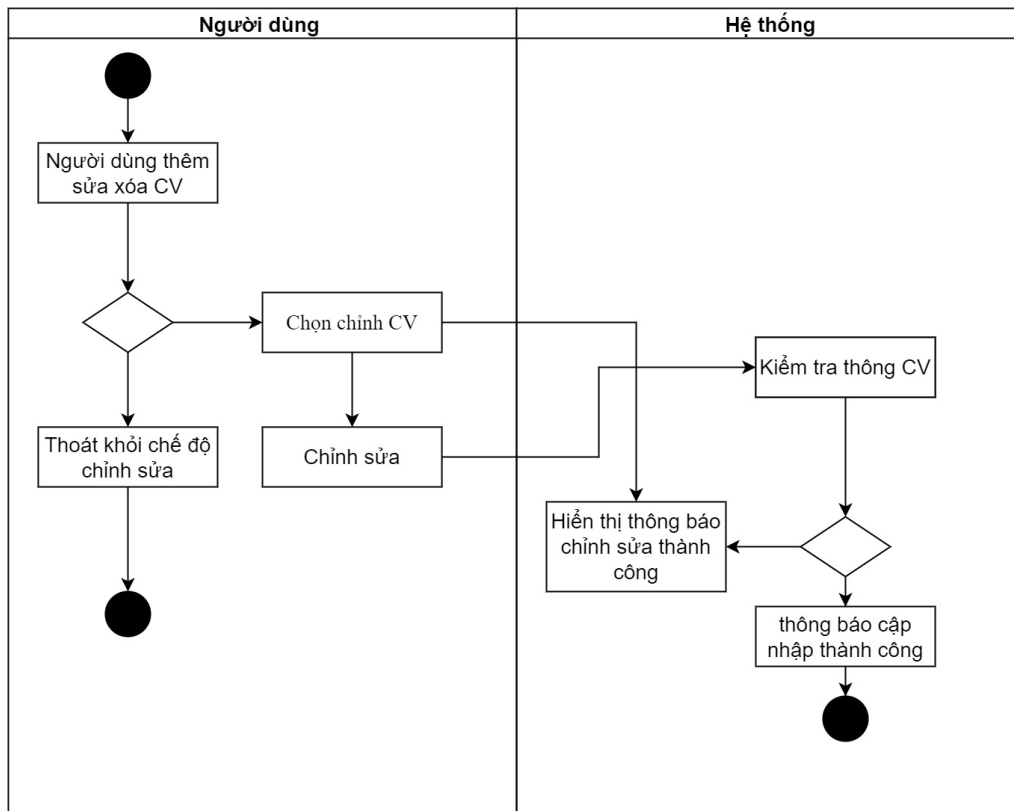 Người dùng
Hệ thống
Người dùng thêm
sửa xóa CV
Chọn chỉnh CV
Kiểm tra thông CV
Thoát khỏi chế độ
chỉnh sửa
Chỉnh sửa
Hiển thị thông báo
chỉnh sửa thành
công
thông báo cập
nhập thành công